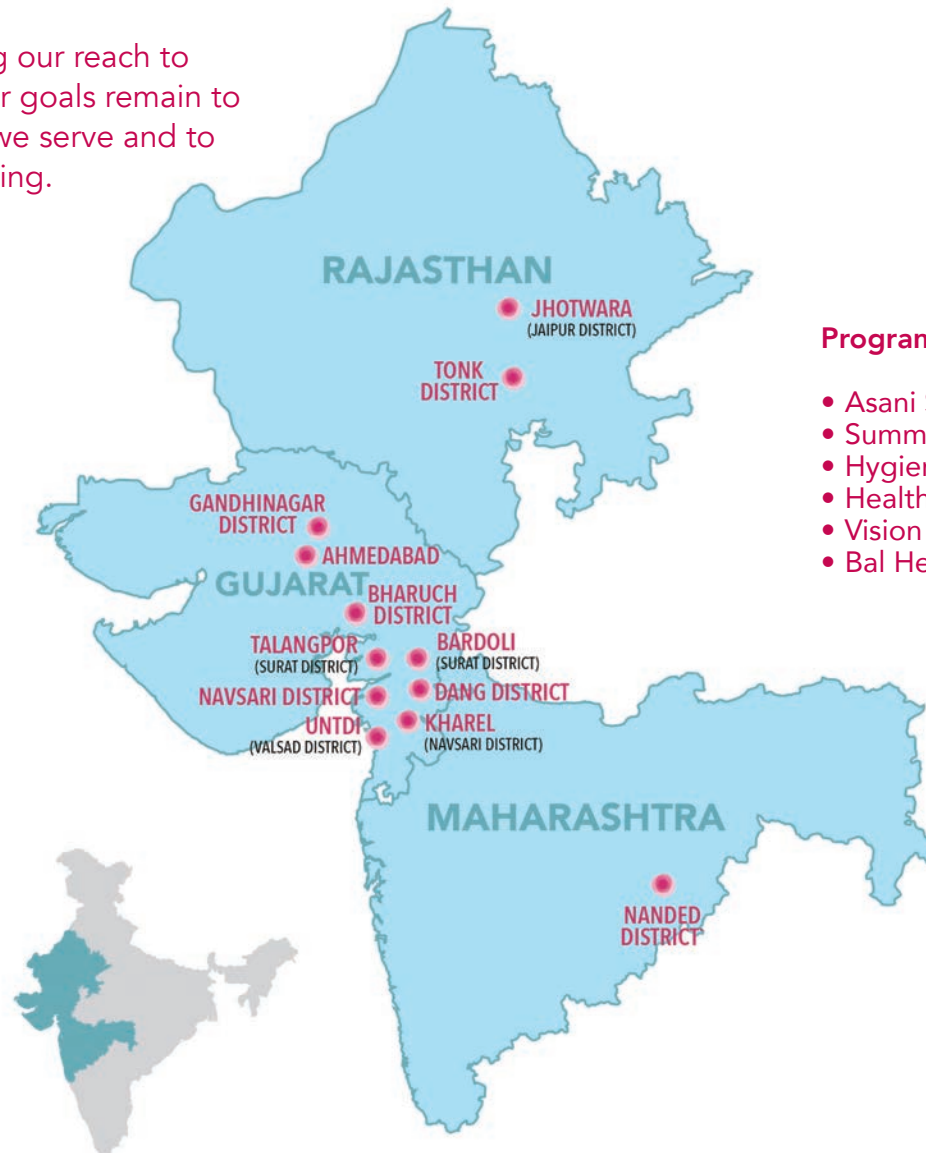 g our reach to
r goals remain to
we serve and to
ing.
RAJASTHAN
JHOTWARA
(JAIPUR DISTRICT)
TONK
DISTRICT
Program
• Asani
• Summ
• Hygien
• Health
• Vision
• Bal He
GANDHINAGAR
DISTRICT
AHMEDABAD
GUJARAT
BHARUCH
DISTRICT
TALANGPOR
(SURAT DISTRICT)
BARDOLI
(SURAT DISTRICT)
NAVSARI DISTRICT
DANG DISTRICT
UNTDI
(VALSAD DISTRICT)
KHAREL
(NAVSARI DISTRICT)
MAHARASHTRA
NANDED
DISTRICT